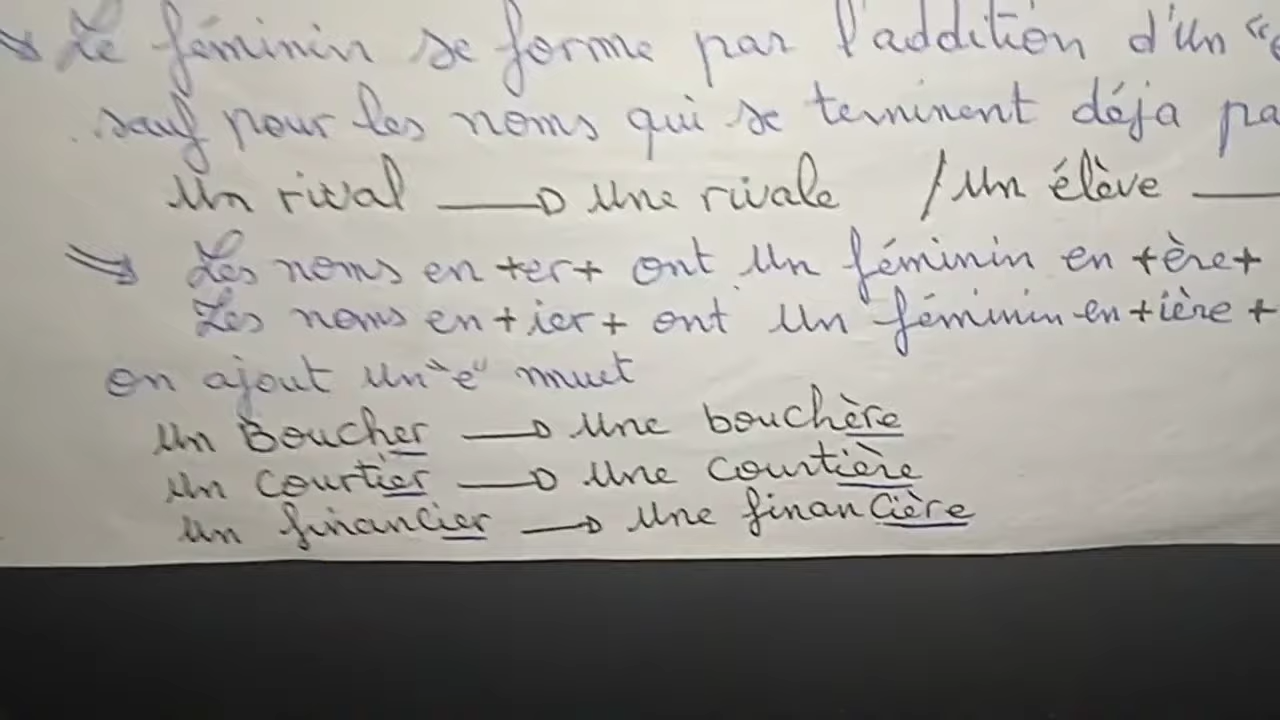 Le féminin se forme par l'addition d'un "
sauf pour les noms qui se terminent déja pa
un rival → une rivale / un élève —
Les noms en +er+ ont un féminin en +ère+
Les noms en +ier+ ont un féminin en +ière +
on ajout un "e" muet
un Boucher → une bouchère
un courtier → une courtière
un financier → une financière